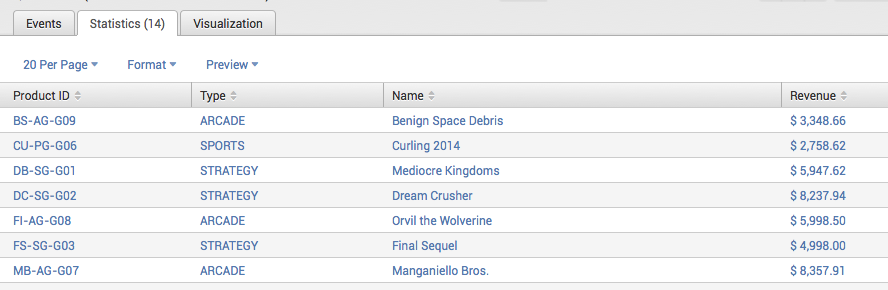 Events Statistics (14) Visualization
20 Per Page Format Preview
Product ID Type Name Revenue
BS-AG-G09 ARCADE Benign Space Debris $ 3,348.66
CU-PG-G06 SPORTS Curling 2014 $ 2,758.62
DB-SG-G01 STRATEGY Mediocre Kingdoms $ 5,947.62
DC-SG-G02 STRATEGY Dream Crusher $ 8,237.94
FI-AG-G08 ARCADE Orvil the Wolverine $ 5,998.50
FS-SG-G03 STRATEGY Final Sequel $ 4,998.00
MB-AG-G07 ARCADE Manganiello Bros. $ 8,357.91